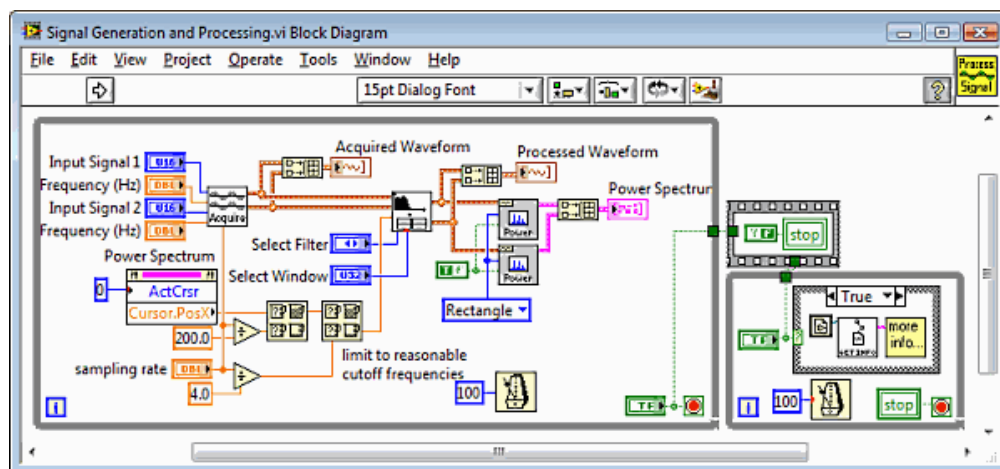 Signal Generation and Processing.vi Block Diagram
File Edit View Project Operate Tools Window Help
15pt Dialog Font
Process
Signal
Acquired Waveform
Processed Waveform
Power Spectrum
Input Signal 1 U16
Frequency (Hz) DBL
Input Signal 2 U16
Frequency (Hz) DBL
Acquire
Power
Power
Select Filter
Select Window U32
T F
Rectangle
Power Spectrum
0
ActCrsr
Cursor.PosX
200.0
sampling rate DBL
4.0
limit to reasonable
cutoff frequencies
100
i
TF
stop
True
TF
more
info...
i
100
stop